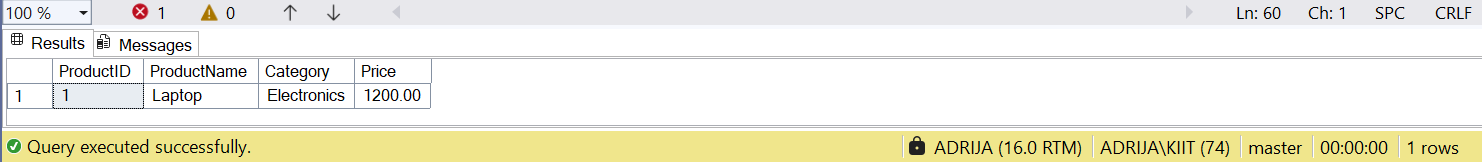 100 % 1 0 Ln: 60 Ch: 1 SPC CRLF
Results Messages
ProductID ProductName Category Price
1 1 Laptop Electronics 1200.00
Query executed successfully. ADRIJA (16.0 RTM) ADRIJA\KIIT (74) master 00:00:00 1 rows